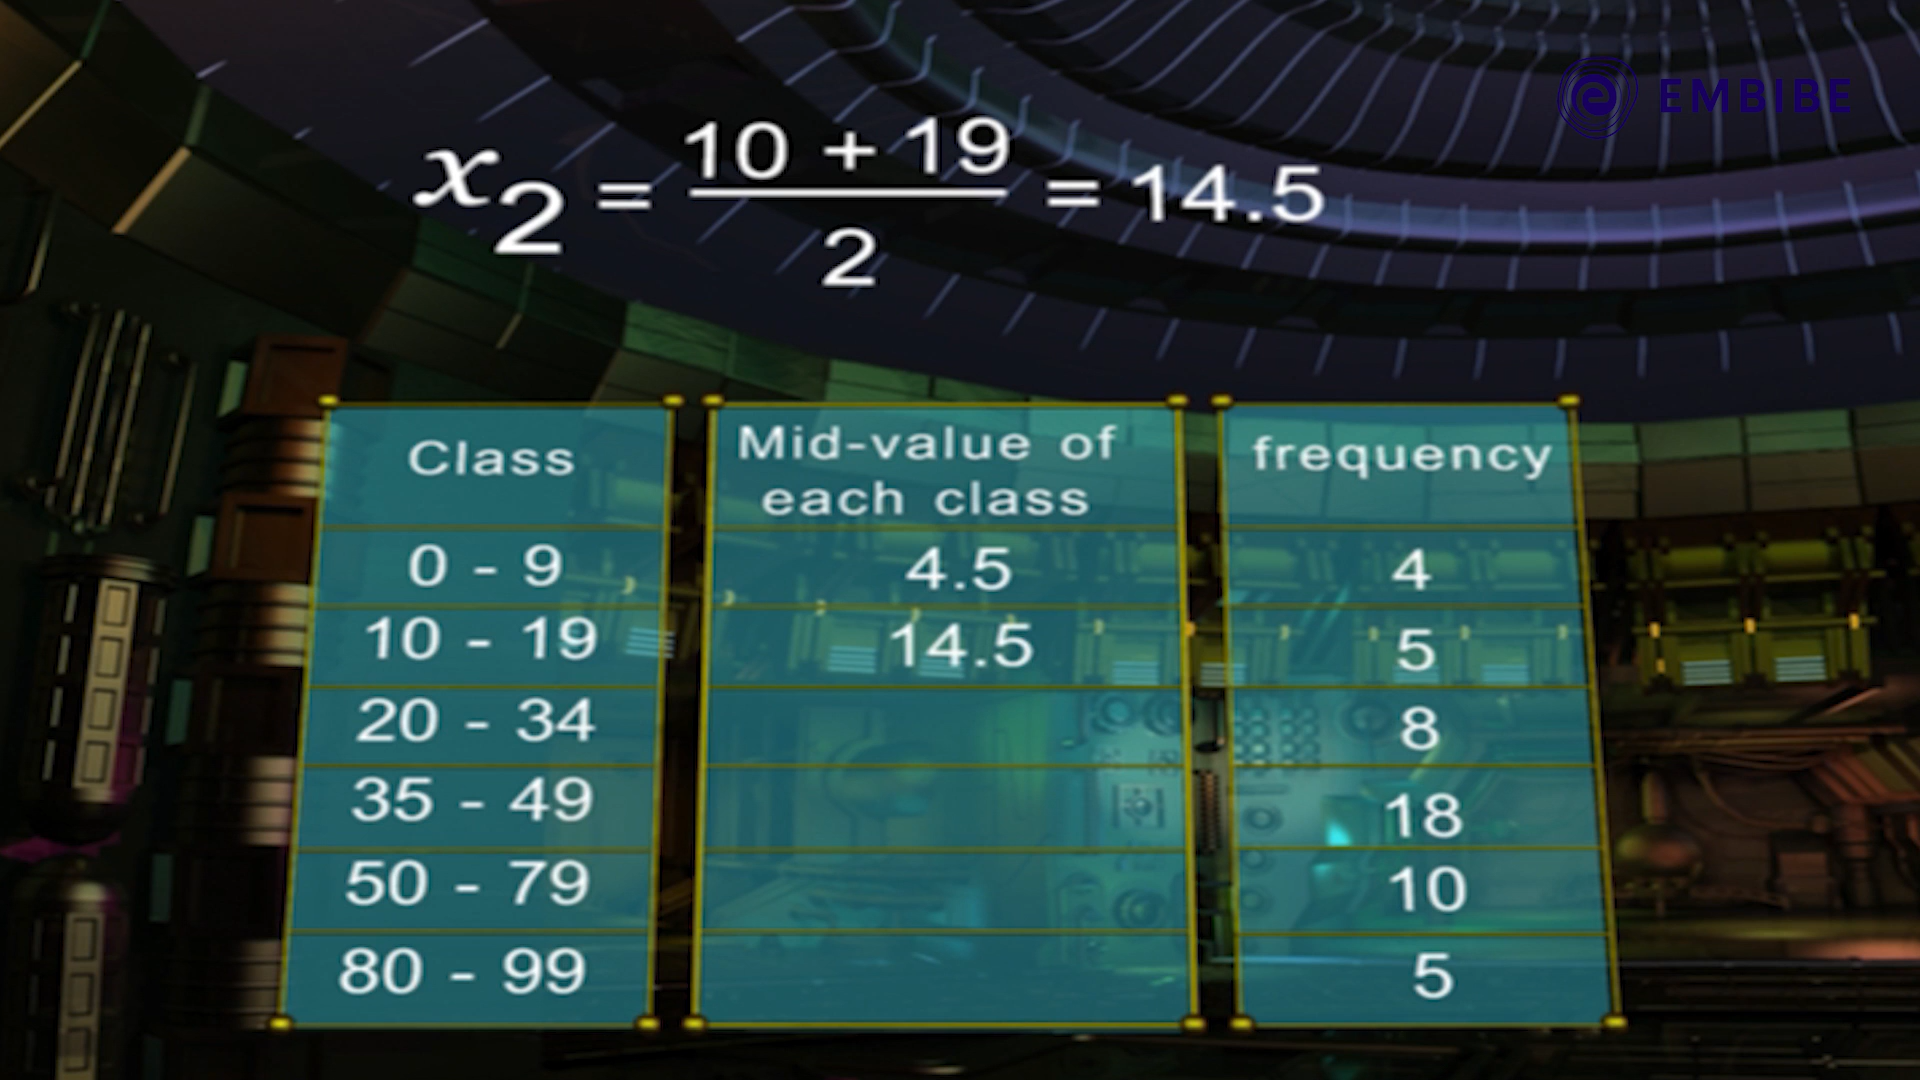 EMBIBE
x₂ = (10 + 19)/2 = 14.5
Class Mid-value of each class frequency
0 - 9 4.5 4
10 - 19 14.5 5
20 - 34 8
35 - 49 18
50 - 79 10
80 - 99 5